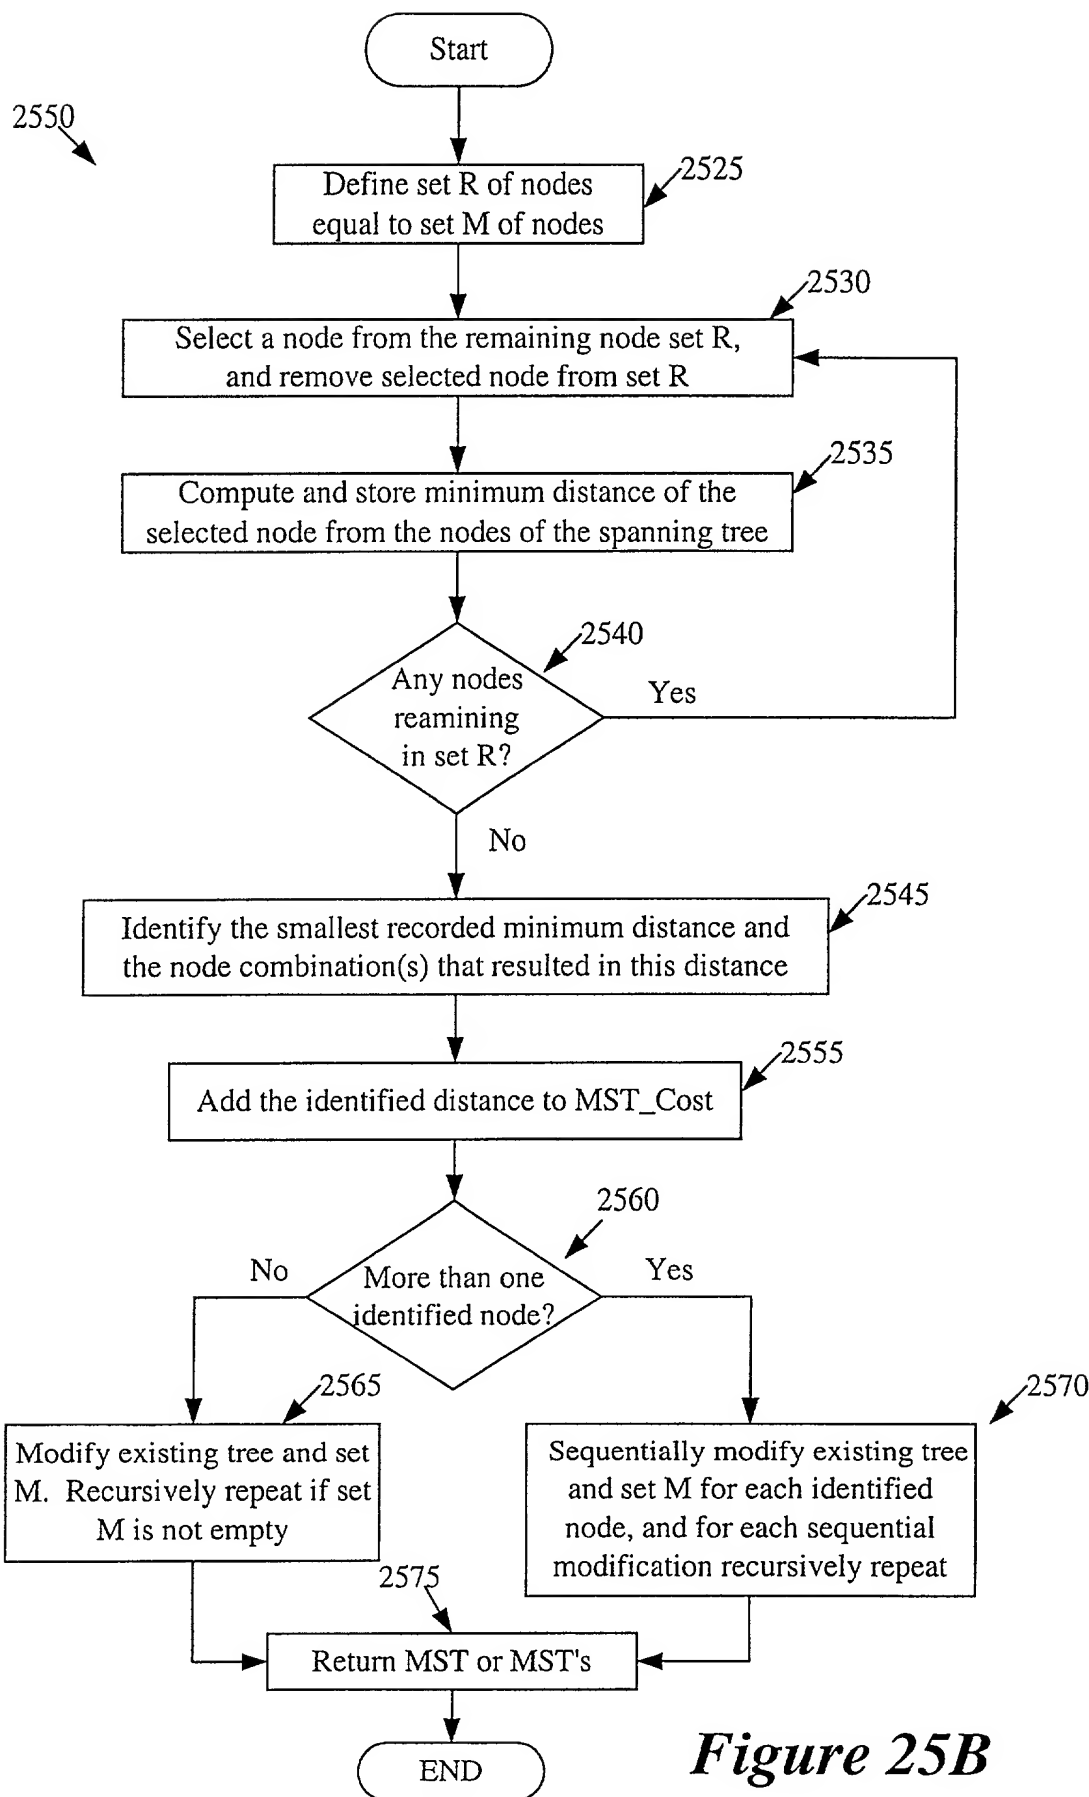 Start
2550
2525
Define set R of nodes
equal to set M of nodes
2530
Select a node from the remaining node set R,
and remove selected node from set R
2535
Compute and store minimum distance of the
selected node from the nodes of the spanning tree
2540
Any nodes
reamining
in set R?
Yes
No
2545
Identify the smallest recorded minimum distance and
the node combination(s) that resulted in this distance
2555
Add the identified distance to MST_Cost
2560
No
More than one
identified node?
Yes
2565
Modify existing tree and set
M. Recursively repeat if set
M is not empty
2570
Sequentially modify existing tree
and set M for each identified
node, and for each sequential
modification recursively repeat
2575
Return MST or MST's
END
Figure 25B